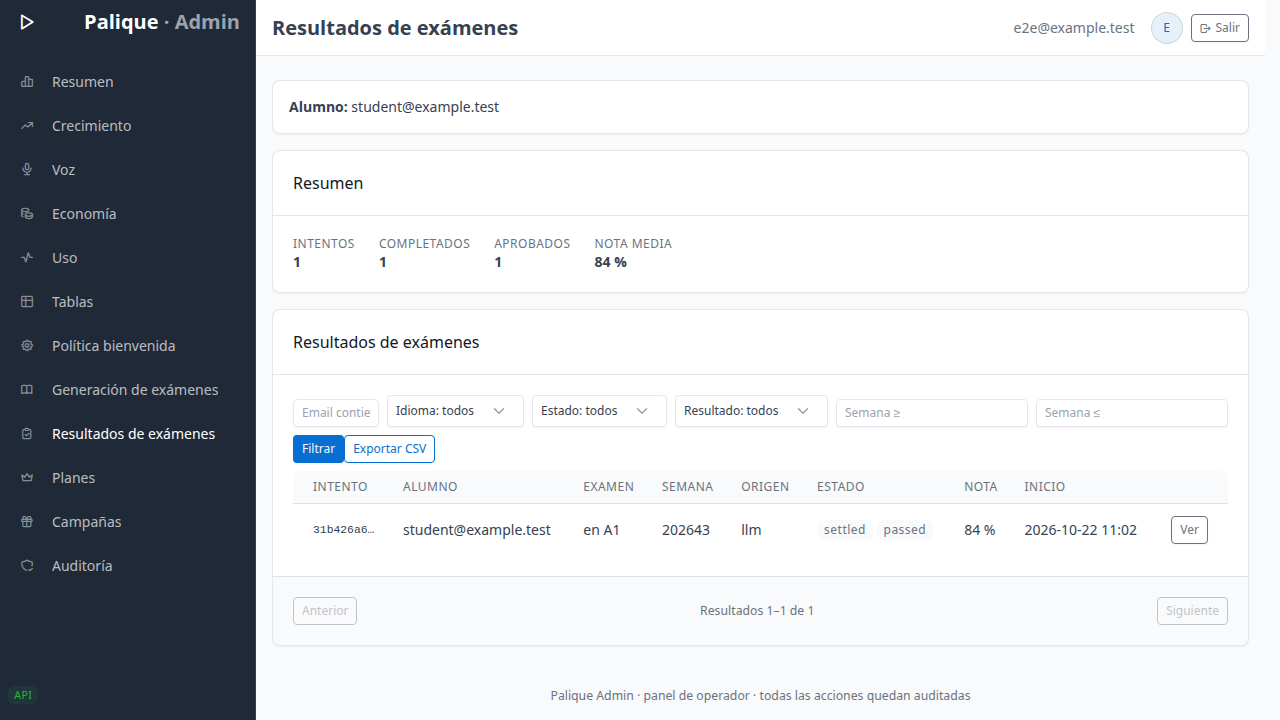 Palique · Admin
Resultados de exámenes
e2e@example.test
E
Salir
Resumen
Crecimiento
Voz
Economía
Uso
Tablas
Política bienvenida
Generación de exámenes
Resultados de exámenes
Planes
Campañas
Auditoría
API
Alumno: student@example.test
Resumen
INTENTOS COMPLETADOS APROBADOS NOTA MEDIA
1 1 1 84 %
Resultados de exámenes
Email contie Idioma: todos Estado: todos Resultado: todos Semana ≥ Semana ≤
Filtrar Exportar CSV
INTENTO ALUMNO EXAMEN SEMANA ORIGEN ESTADO NOTA INICIO
31b426a6… student@example.test en A1 202643 llm settled passed 84 % 2026-10-22 11:02 Ver
Anterior Resultados 1–1 de 1 Siguiente
Palique Admin · panel de operador · todas las acciones quedan auditadas